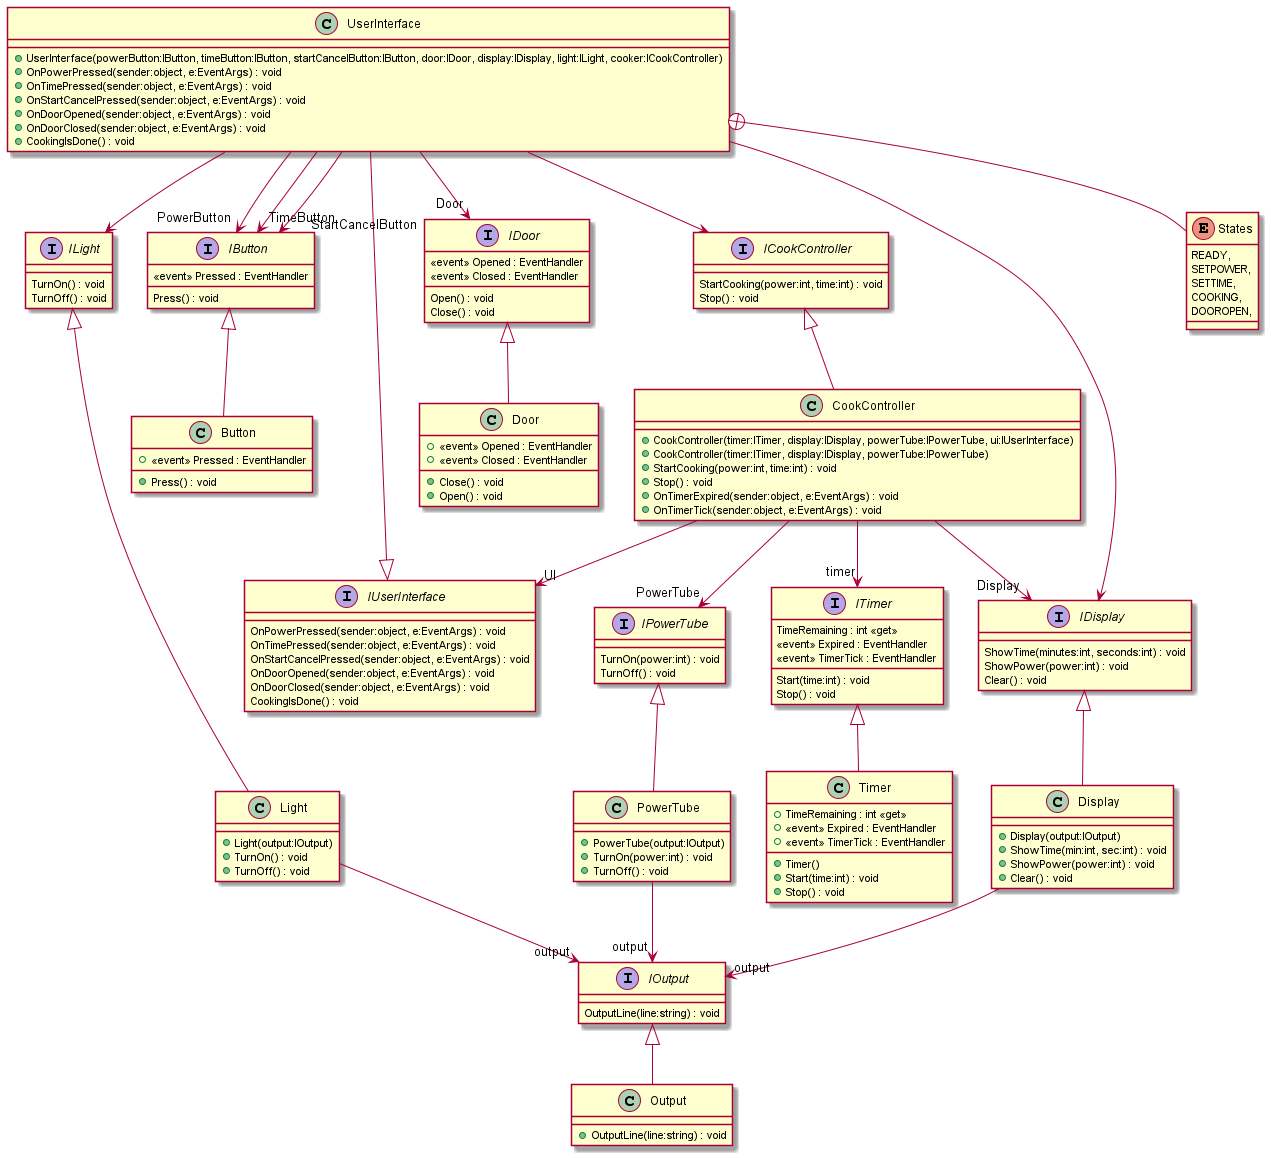 C UserInterface
UserInterface(powerButton:IButton, timeButton:IButton, startCancelButton:IButton, door:IDoor, display:IDisplay, light:ILight, cooker:ICookController)
OnPowerPressed(sender:object, e:EventArgs) : void
OnTimePressed(sender:object, e:EventArgs) : void
OnStartCancelPressed(sender:object, e:EventArgs) : void
OnDoorOpened(sender:object, e:EventArgs) : void
OnDoorClosed(sender:object, e:EventArgs) : void
CookingIsDone() : void
PowerButton
TimeButton
StartCancelButton
Door
I ILight
TurnOn() : void
TurnOff() : void
I IButton
«event» Pressed : EventHandler
Press() : void
I IDoor
«event» Opened : EventHandler
«event» Closed : EventHandler
Open() : void
Close() : void
I ICookController
StartCooking(power:int, time:int) : void
Stop() : void
E States
READY,
SETPOWER,
SETTIME,
COOKING,
DOOROPEN,
C Button
«event» Pressed : EventHandler
Press() : void
C Door
«event» Opened : EventHandler
«event» Closed : EventHandler
Close() : void
Open() : void
C CookController
CookController(timer:ITimer, display:IDisplay, powerTube:IPowerTube, ui:IUserInterface)
CookController(timer:ITimer, display:IDisplay, powerTube:IPowerTube)
StartCooking(power:int, time:int) : void
Stop() : void
OnTimerExpired(sender:object, e:EventArgs) : void
OnTimerTick(sender:object, e:EventArgs) : void
UI
PowerTube
timer
Display
I IUserInterface
OnPowerPressed(sender:object, e:EventArgs) : void
OnTimePressed(sender:object, e:EventArgs) : void
OnStartCancelPressed(sender:object, e:EventArgs) : void
OnDoorOpened(sender:object, e:EventArgs) : void
OnDoorClosed(sender:object, e:EventArgs) : void
CookingIsDone() : void
I IPowerTube
TurnOn(power:int) : void
TurnOff() : void
I ITimer
TimeRemaining : int «get»
«event» Expired : EventHandler
«event» TimerTick : EventHandler
Start(time:int) : void
Stop() : void
I IDisplay
ShowTime(minutes:int, seconds:int) : void
ShowPower(power:int) : void
Clear() : void
C Light
Light(output:IOutput)
TurnOn() : void
TurnOff() : void
C PowerTube
PowerTube(output:IOutput)
TurnOn(power:int) : void
TurnOff() : void
C Timer
TimeRemaining : int «get»
«event» Expired : EventHandler
«event» TimerTick : EventHandler
Timer()
Start(time:int) : void
Stop() : void
C Display
Display(output:IOutput)
ShowTime(min:int, sec:int) : void
ShowPower(power:int) : void
Clear() : void
output
output
output
I IOutput
OutputLine(line:string) : void
C Output
OutputLine(line:string) : void